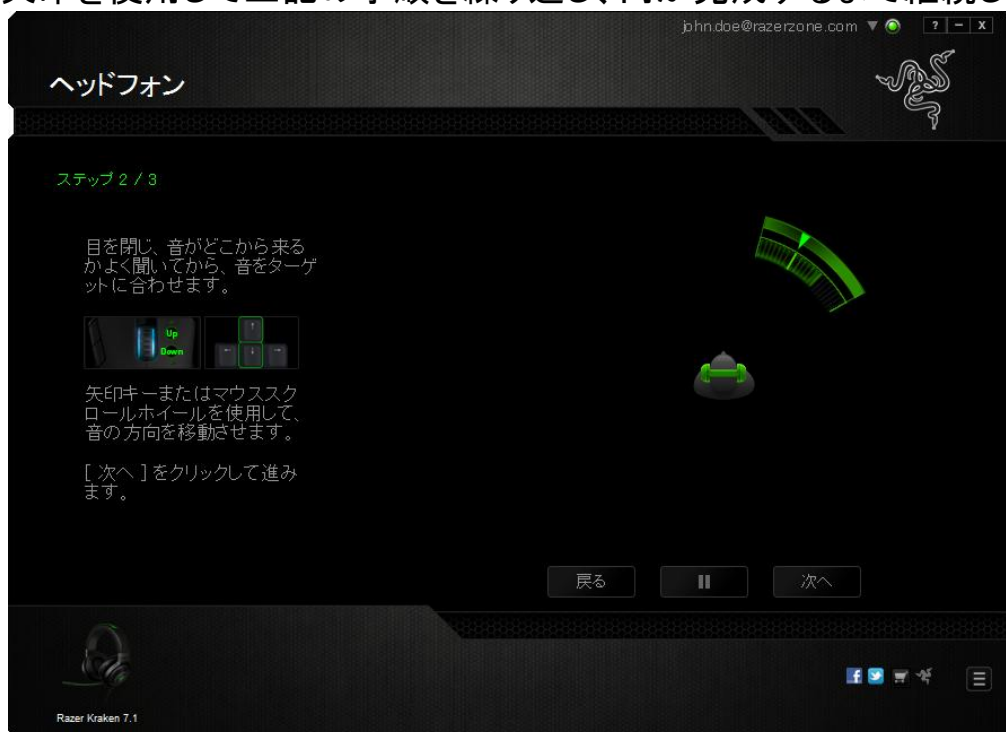 john.doe@razerzone.com
? - X
ヘッドフォン
ステップ 2 / 3
目を閉じ、音がどこから来る
かよく聞いてから、音をターゲ
ットに合わせます。
Up
Down
矢印キーまたはマウススク
ロールホイールを使用して、
音の方向を移動させます。
[ 次へ ] をクリックして進み
ます。
戻る
次へ
Razer Kraken 7.1